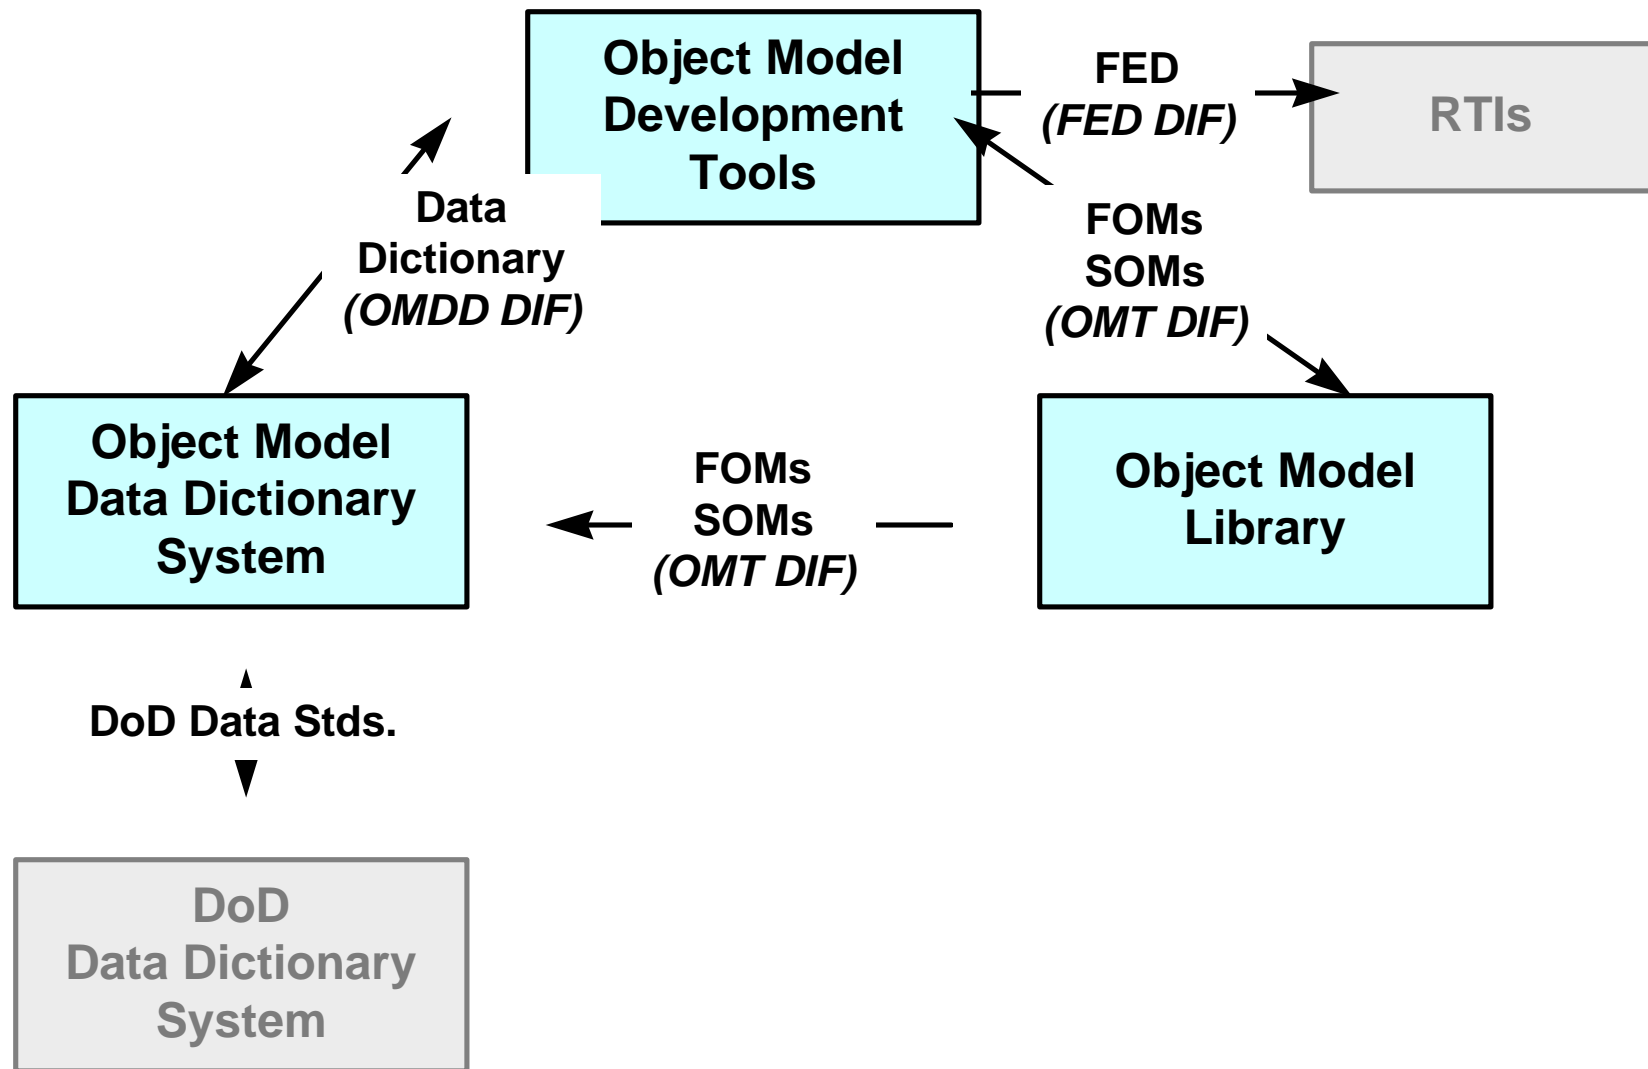 Object Model
Development
Tools
FED
(FED DIF)
RTIs
Data
Dictionary
(OMDD DIF)
FOMs
SOMs
(OMT DIF)
Object Model
Data Dictionary
System
FOMs
SOMs
(OMT DIF)
Object Model
Library
DoD Data Stds.
DoD
Data Dictionary
System